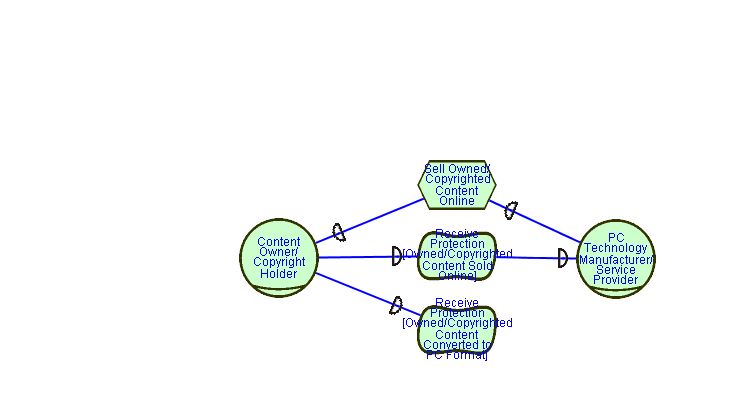 Sell Owned/
Copyrighted
Content
Online
Content
Owner/
Copyright
Holder
Receive
Protection
[Owned/Copyrighted
Content Sold
Online]
PC
Technology
Manufacturer/
Service
Provider
Receive
Protection
[Owned/Copyrighted
Content
Converted to
PC Format]